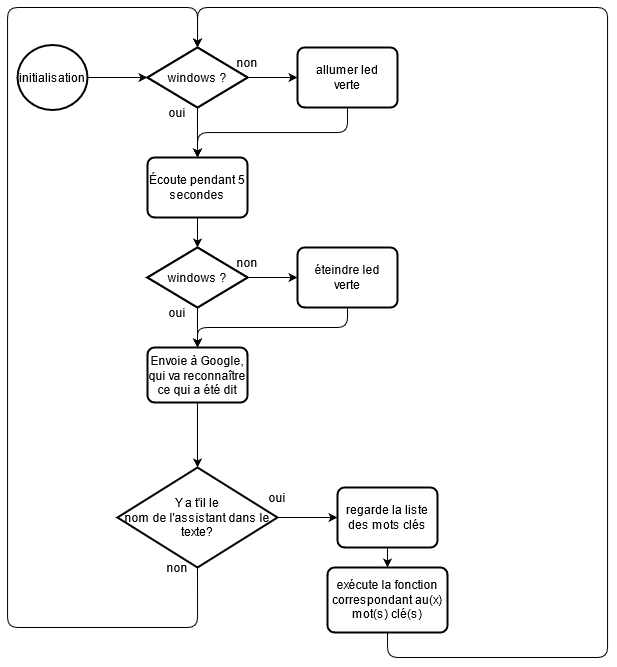 initialisation
windows ?
non
allumer led
verte
oui
Écoute pendant 5
secondes
windows ?
non
éteindre led
verte
oui
Envoie à Google,
qui va reconnaître
ce qui a été dit
Y a t'il le
nom de l'assistant dans le
texte?
oui
non
regarde la liste
des mots clés
exécute la fonction
correspondant au(x)
mot(s) clé(s)